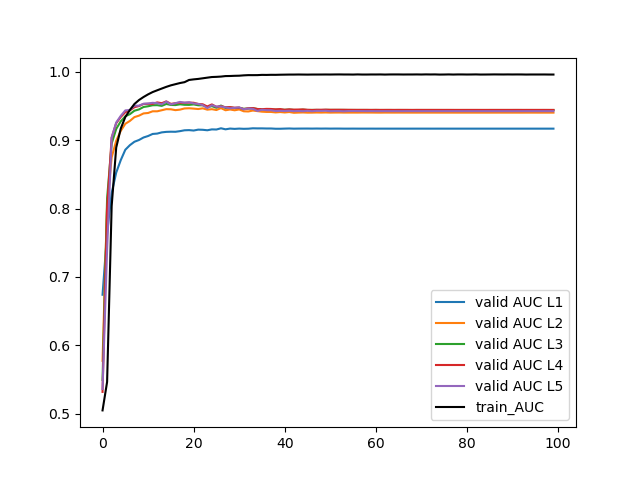 1.0
0.9
0.8
0.7
0.6
0.5
0
20
40
60
80
100
valid AUC L1
valid AUC L2
valid AUC L3
valid AUC L4
valid AUC L5
train_AUC